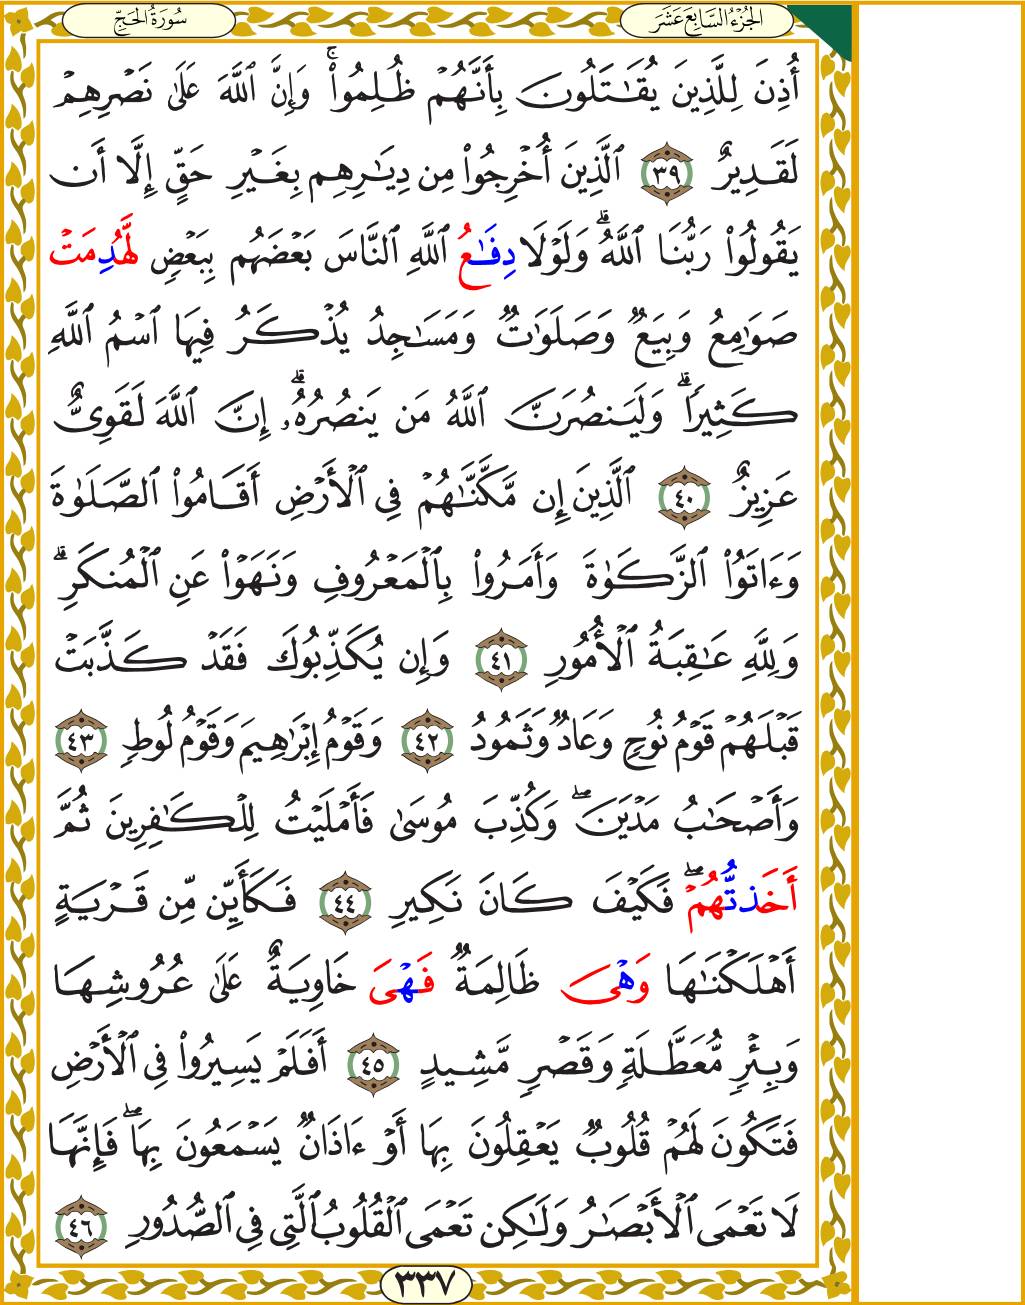 الجُزْءُ السَّابِعَ عَشَرَ
سُورَةُ الحَجِّ
أُذِنَ لِلَّذِينَ يُقَٰتَلُونَ بِأَنَّهُمْ ظُلِمُوا۟ۚ وَإِنَّ ٱللَّهَ عَلَىٰ نَصْرِهِمْ
لَقَدِيرٌ ٣٩ ٱلَّذِينَ أُخْرِجُوا۟ مِن دِيَٰرِهِم بِغَيْرِ حَقٍّ إِلَّا أَن
يَقُولُوا۟ رَبُّنَا ٱللَّهُۗ وَلَوْلَا دِفَٰعُ ٱللَّهِ ٱلنَّاسَ بَعْضَهُم بِبَعْضٍ لَّهُدِمَتْ
صَوَٰمِعُ وَبِيَعٌ وَصَلَوَٰتٌ وَمَسَٰجِدُ يُذْكَرُ فِيهَا ٱسْمُ ٱللَّهِ
كَثِيرًاۗ وَلَيَنصُرَنَّ ٱللَّهُ مَن يَنصُرُهُۥۗ إِنَّ ٱللَّهَ لَقَوِىٌّ
عَزِيزٌ ٤٠ ٱلَّذِينَ إِن مَّكَّنَّٰهُمْ فِى ٱلْأَرْضِ أَقَامُوا۟ ٱلصَّلَوٰةَ
وَءَاتَوُا۟ ٱلزَّكَوٰةَ وَأَمَرُوا۟ بِٱلْمَعْرُوفِ وَنَهَوْا۟ عَنِ ٱلْمُنكَرِۗ
وَلِلَّهِ عَٰقِبَةُ ٱلْأُمُورِ ٤١ وَإِن يُكَذِّبُوكَ فَقَدْ كَذَّبَتْ
قَبْلَهُمْ قَوْمُ نُوحٍ وَعَادٌ وَثَمُودُ ٤٢ وَقَوْمُ إِبْرَٰهِيمَ وَقَوْمُ لُوطٍ ٤٣
وَأَصْحَٰبُ مَدْيَنَۖ وَكُذِّبَ مُوسَىٰ فَأَمْلَيْتُ لِلْكَٰفِرِينَ ثُمَّ
أَخَذتُّهُمْۖ فَكَيْفَ كَانَ نَكِيرِ ٤٤ فَكَأَيِّن مِّن قَرْيَةٍ
أَهْلَكْنَٰهَا وَهْىَ ظَالِمَةٌ فَهْىَ خَاوِيَةٌ عَلَىٰ عُرُوشِهَا
وَبِئْرٍ مُّعَطَّلَةٍ وَقَصْرٍ مَّشِيدٍ ٤٥ أَفَلَمْ يَسِيرُوا۟ فِى ٱلْأَرْضِ
فَتَكُونَ لَهُمْ قُلُوبٌ يَعْقِلُونَ بِهَا أَوْ ءَاذَانٌ يَسْمَعُونَ بِهَاۖ فَإِنَّهَا
لَا تَعْمَى ٱلْأَبْصَٰرُ وَلَٰكِن تَعْمَى ٱلْقُلُوبُ ٱلَّتِى فِى ٱلصُّدُورِ ٤٦
٣٣٧